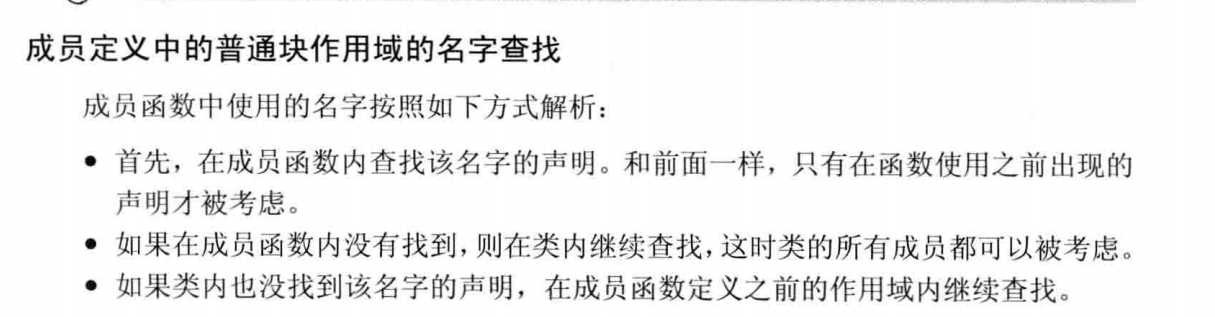 成员定义中的普通块作用域的名字查找
成员函数中使用的名字按照如下方式解析：
• 首先，在成员函数内查找该名字的声明。和前面一样，只有在函数使用之前出现的
声明才被考虑。
• 如果在成员函数内没有找到，则在类内继续查找，这时类的所有成员都可以被考虑。
• 如果类内也没找到该名字的声明，在成员函数定义之前的作用域内继续查找。